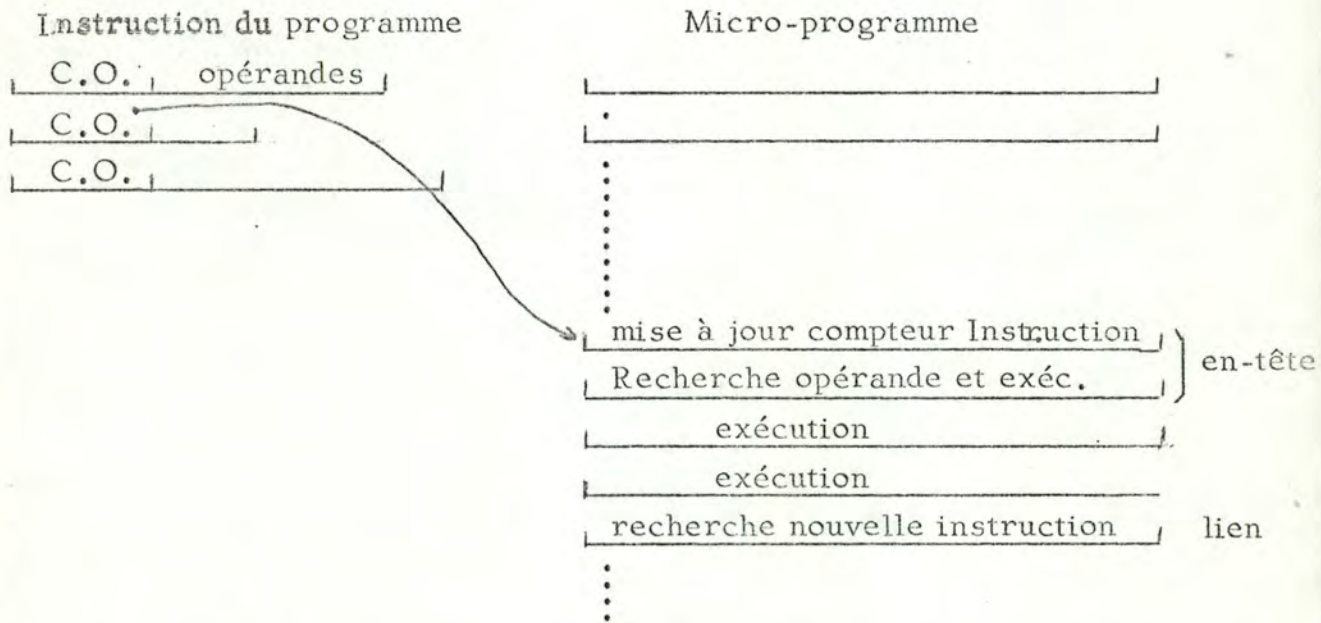 Instruction du programme
Micro-programme
C.O. opérandes
C.O.
C.O.
mise à jour compteur Instruction
Recherche opérande et exéc.
en-tête
exécution
exécution
recherche nouvelle instruction
lien